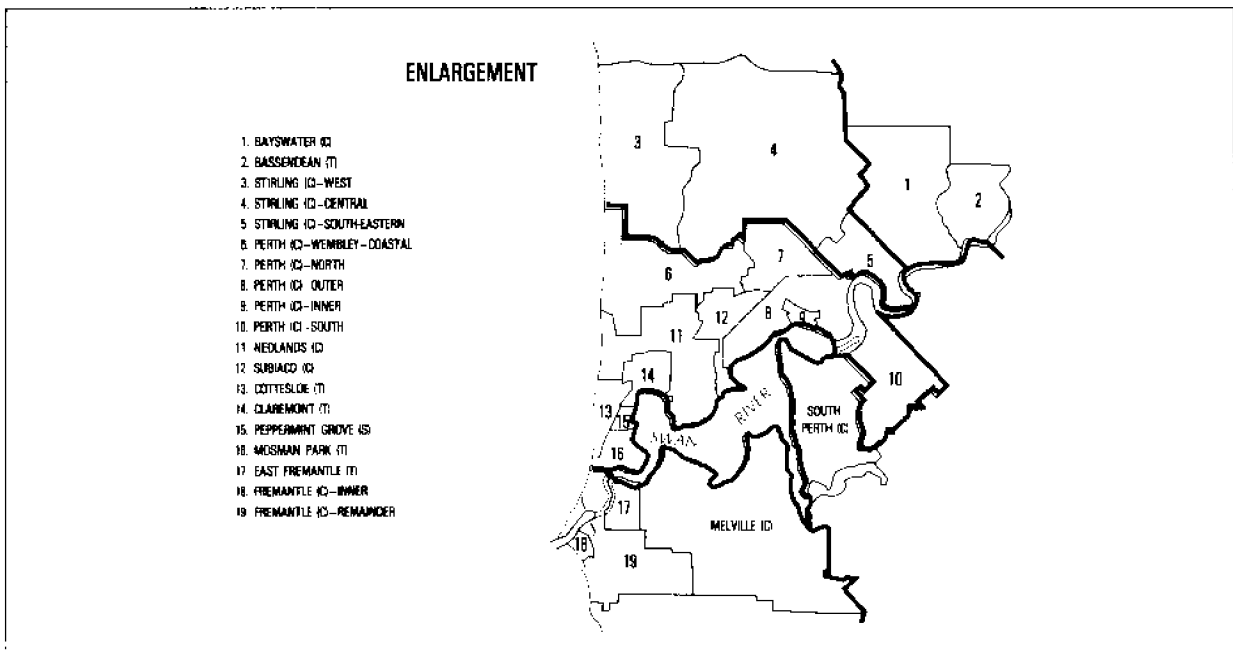 ENLARGEMENT
1. BAYSWATER (C)
2. BASSENDEAN (T)
3. STIRLING (C)-WEST
4. STIRLING (C)-CENTRAL
5 STIRLING (C)-SOUTH-EASTERN
6. PERTH (C)-WEMBLEY-COASTAL
7. PERTH (C)-NORTH
8. PERTH (C) OUTER
9. PERTH (C)-INNER
10. PERTH (C)-SOUTH
11 NEDLANDS (C)
12 SUBIACO (C)
13. COTTESLOE (T)
14. CLAREMONT (T)
15. PEPPERMINT GROVE (S)
16. MOSMAN PARK (T)
17 EAST FREMANTLE (T)
18. FREMANTLE (C)-INNER
19 FREMANTLE (C)-REMAINDER
3
4
1
2
5
7
6
12
8
9
11
10
14
13
15
16
SWAN RIVER
SOUTH
PERTH (C)
17
MELVILLE (C)
18
19